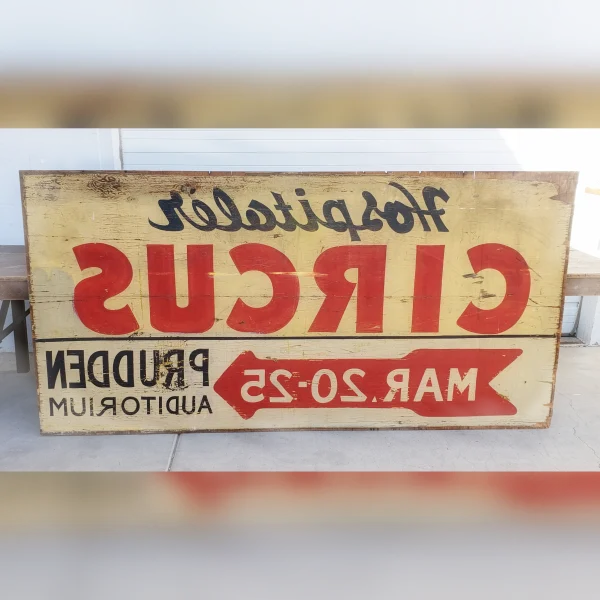 Hospitaler
CIRCUS
MAR. 20-25
PRUDDEN
AUDITORIUM